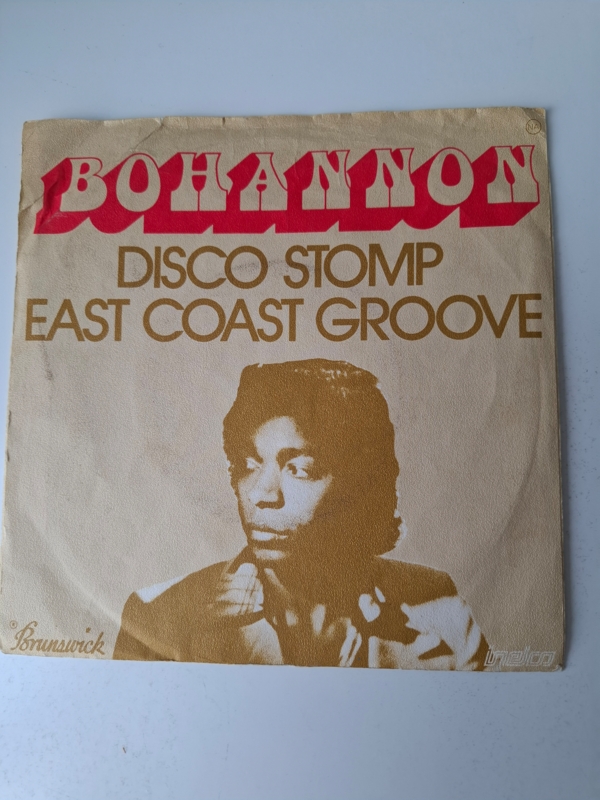 BOHANNON
DISCO STOMP
EAST COAST GROOVE
Brunswick
inelco